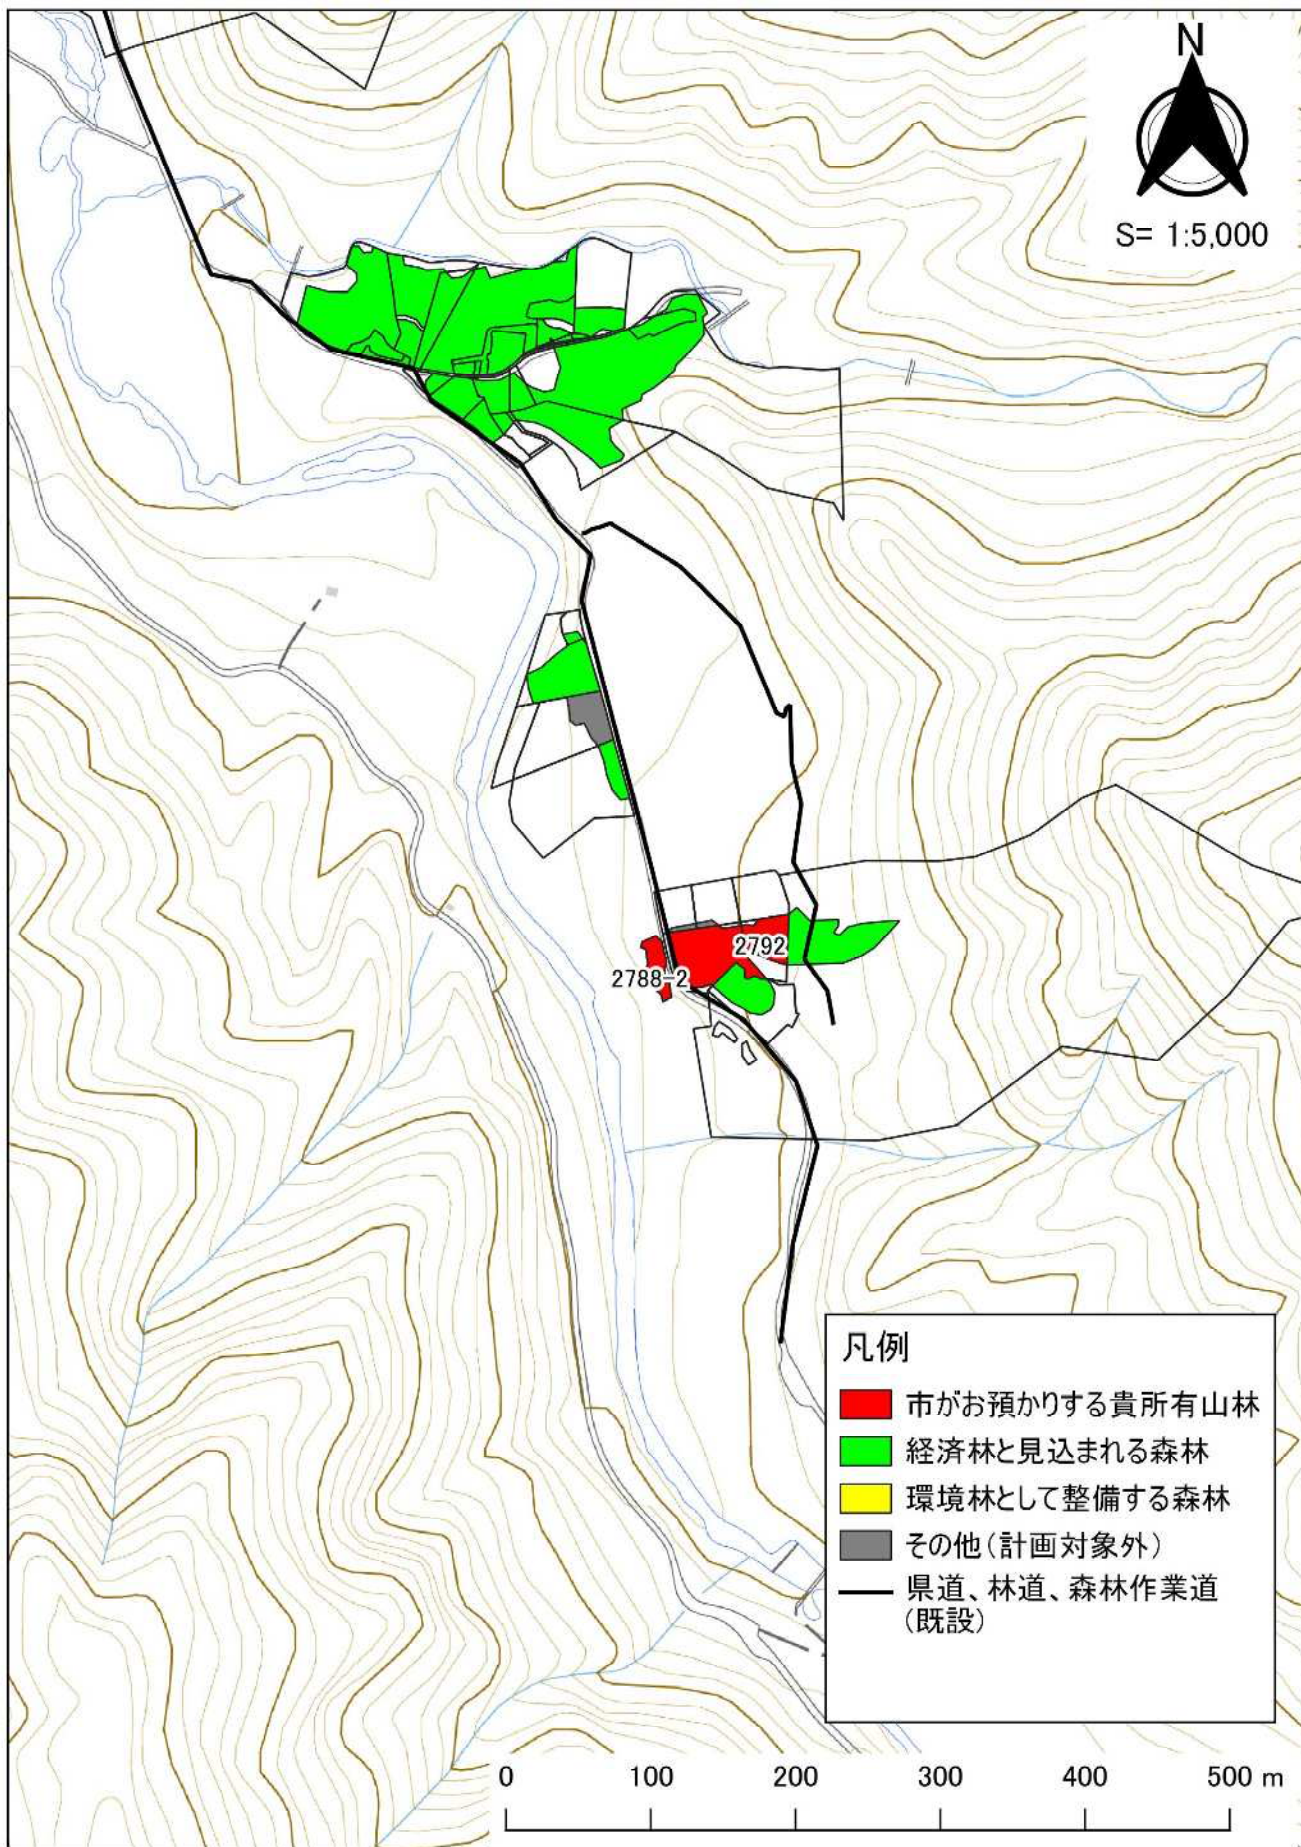 N
S= 1:5,000
2792
2788-2
凡例
市がお預かりする貴所有山林
経済林と見込まれる森林
環境林として整備する森林
その他(計画対象外)
県道、林道、森林作業道
(既設)
0 100 200 300 400 500 m